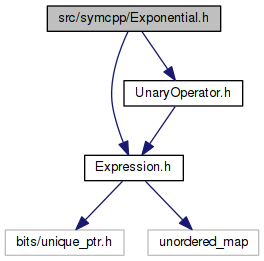 src/symcpp/Exponential.h
UnaryOperator.h
Expression.h
bits/unique_ptr.h
unordered_map